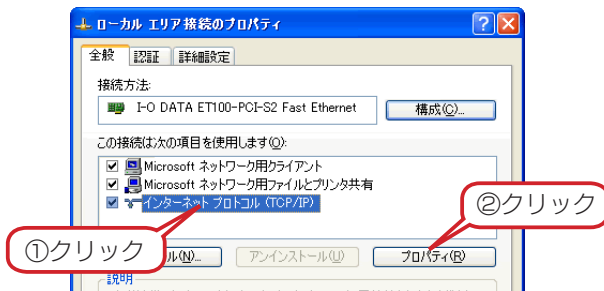 ローカル エリア接続のプロパティ
全般 認証 詳細設定
接続方法:
I-O DATA ET100-PCI-S2 Fast Ethernet 構成(C)...
この接続は次の項目を使用します(O):
Microsoft ネットワーク用クライアント
Microsoft ネットワーク用ファイルとプリンタ共有
インターネット プロトコル (TCP/IP)
②クリック
①クリック
ル(N)... アンインストール(U) プロパティ(R)
説明